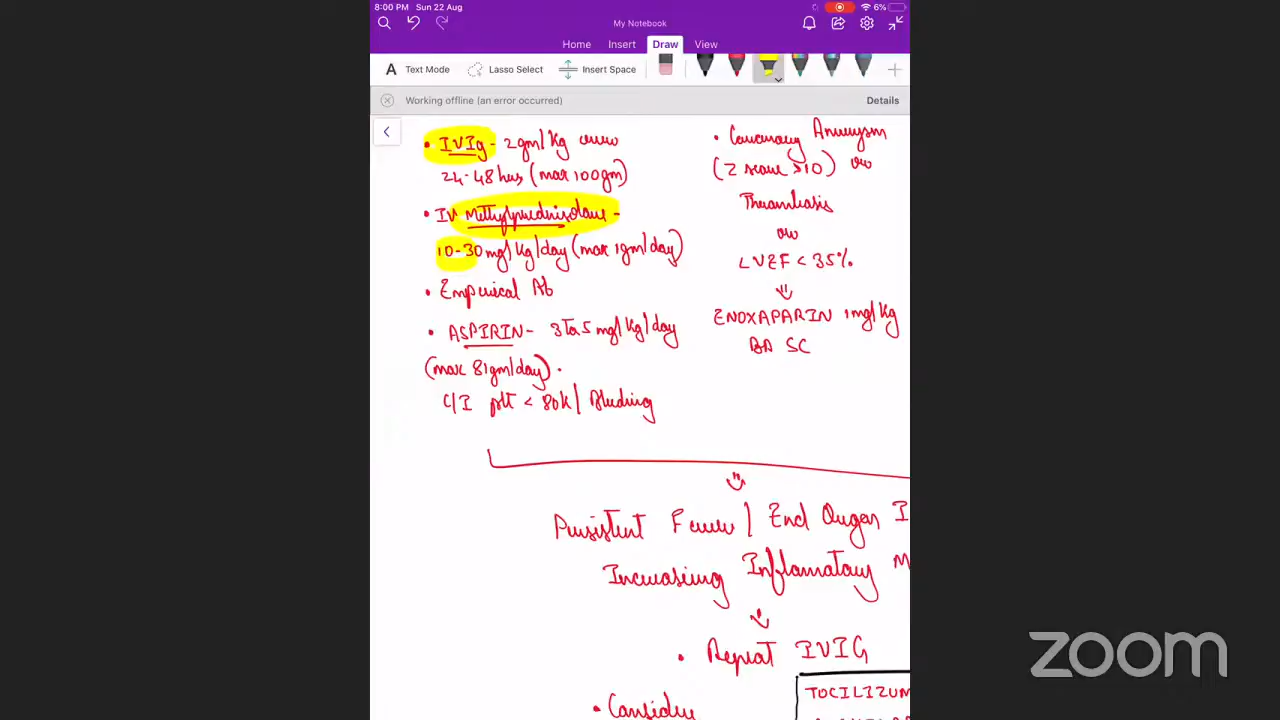 8:00 PM Sun 22 Aug
6%
My Notebook
Home Insert Draw View
A Text Mode Lasso Select Insert Space
Working offline (an error occurred) Details
• IVIg - 2gm/kg over
24-48 hrs (max 100gm)
• IV Methylprednisolone -
10-30 mg/kg/day (max 1gm/day)
• Emperical Ab
• ASPIRIN - 3 to 5 mg/kg/day
(max 81gm/day).
C/I plt < 80K / Bleeding
• Coronary Aneurysm
(Z score >10) or
Thrombosis
or
LVEF < 35%
ENOXAPARIN 1mg/kg
SC
Persistent Fever / End Organ I
Increasing Inflamatory M
• Repeat IVIG
• Consider
TOCILIZUM
zoom